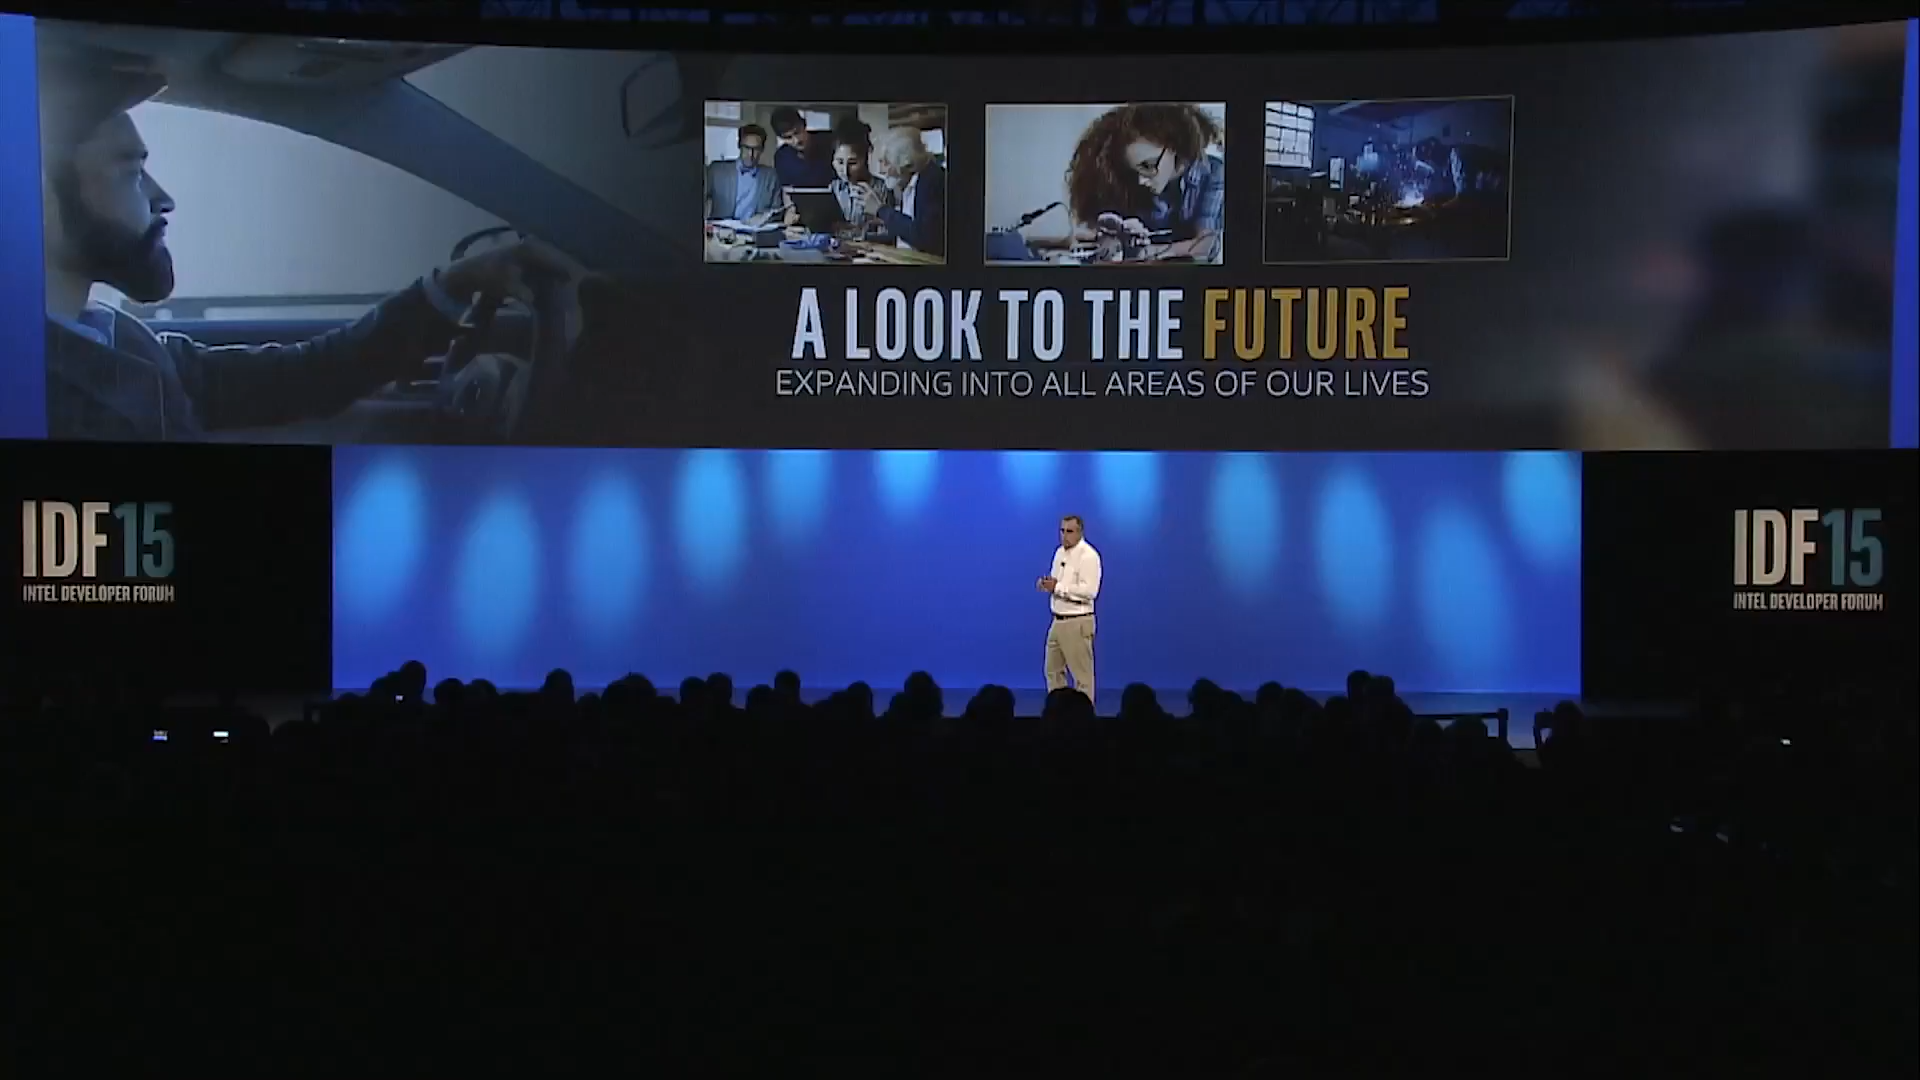 A LOOK TO THE FUTURE
EXPANDING INTO ALL AREAS OF OUR LIVES
IDF15
INTEL DEVELOPER FORUM
IDF15
INTEL DEVELOPER FORUM